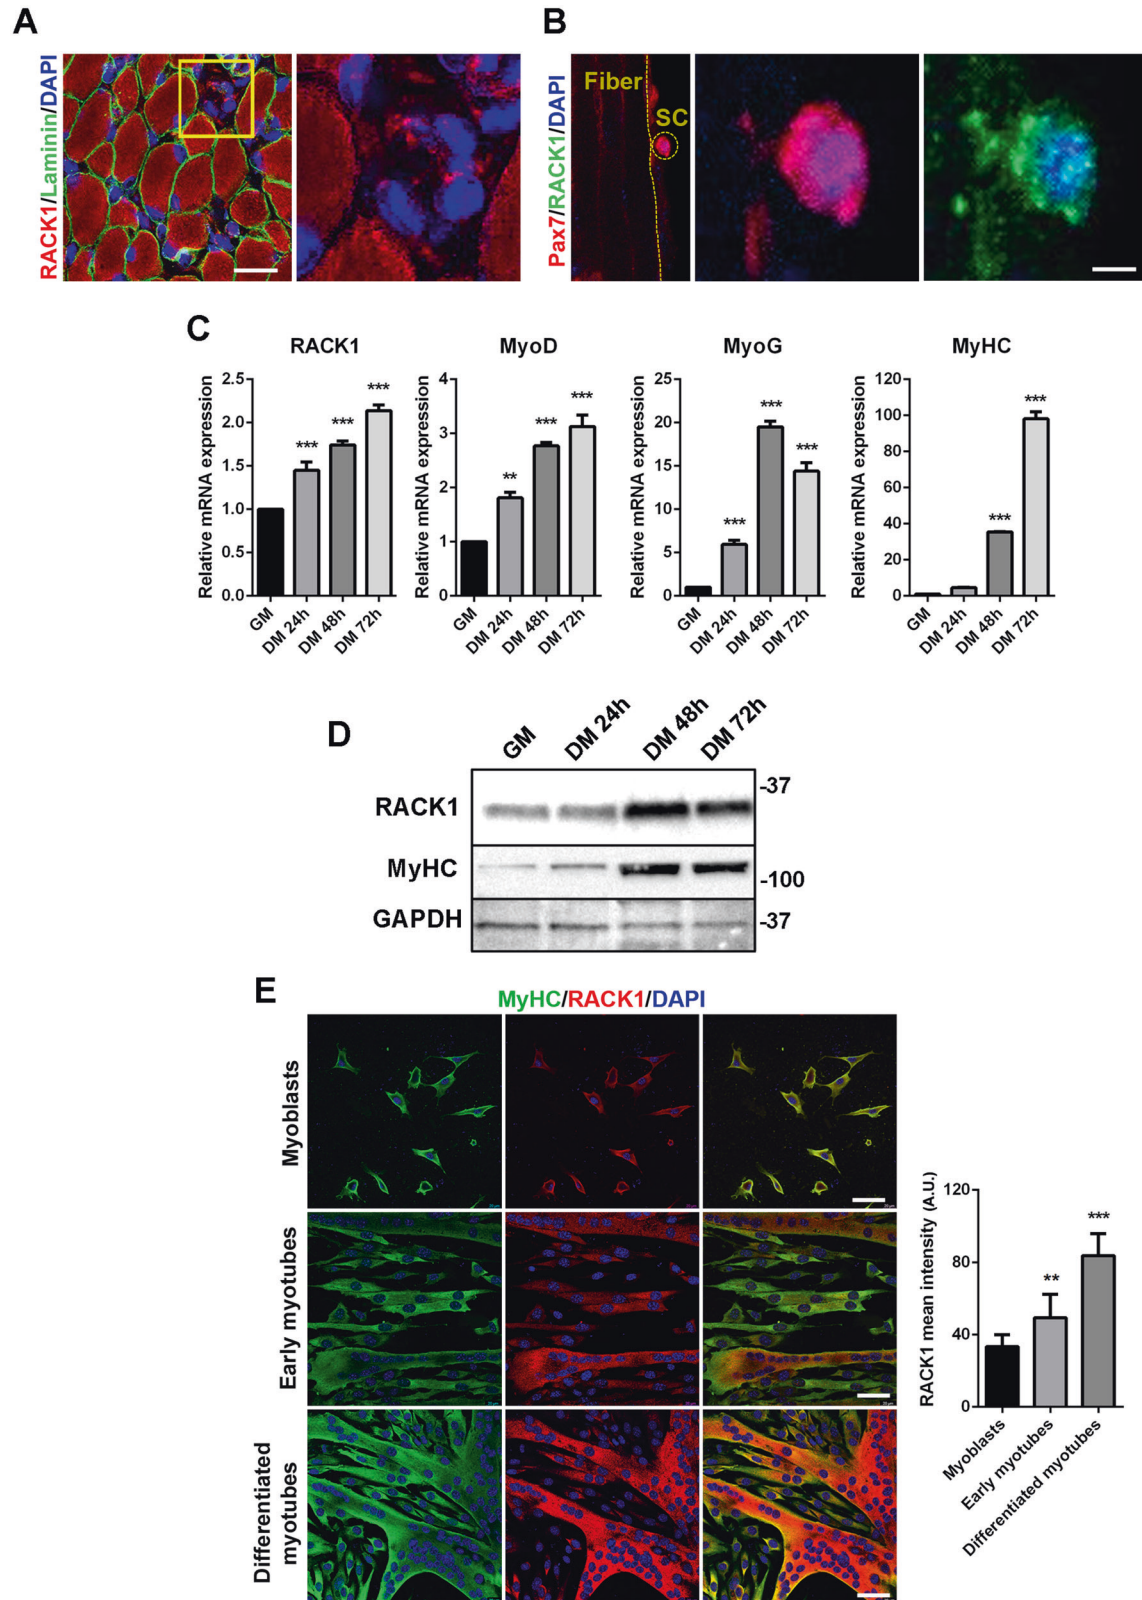 A
B
RACK1/Laminin/DAPI
Pax7/RACK1/DAPI
Fiber
SC
C
RACK1
MyoD
MyoG
MyHC
Relative mRNA expression
2.5
2.0
1.5
1.0
0.5
0.0
***
***
***
GM
DM 24h
DM 48h
DM 72h
Relative mRNA expression
4
3
2
1
0
**
***
***
GM
DM 24h
DM 48h
DM 72h
Relative mRNA expression
25
20
15
10
5
0
***
***
***
GM
DM 24h
DM 48h
DM 72h
Relative mRNA expression
120
100
80
60
40
20
0
***
***
GM
DM 24h
DM 48h
DM 72h
D
GM
DM 24h
DM 48h
DM 72h
RACK1
-37
MyHC
-100
GAPDH
-37
E
MyHC/RACK1/DAPI
Myoblasts
Early myotubes
Differentiated
myotubes
RACK1 mean intensity (A.U.)
120
80
40
0
**
***
Myoblasts
Early myotubes
Differentiated myotubes